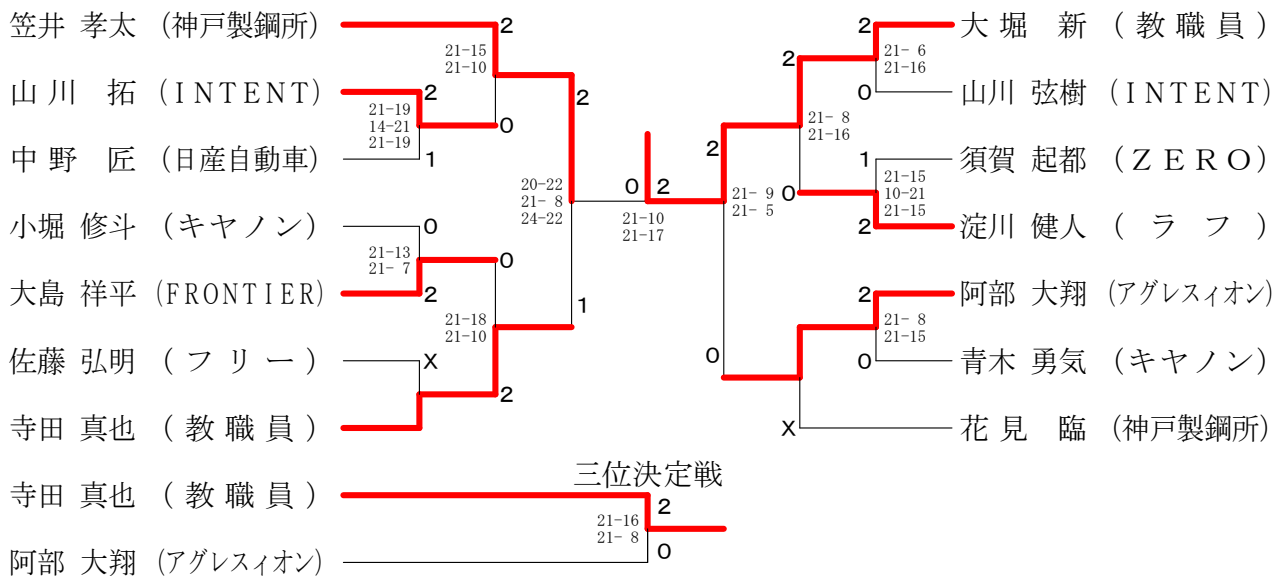 笠井 孝太 (神戸製鋼所)
2
21-15
21-10
山川 拓 (INTENT)
2
21-19
14-21
21-19
0
中野 匠 (日産自動車)
1
2
20-22
21- 8
24-22
小堀 修斗 (キヤノン)
0
21-13
21- 7
0
大島 祥平 (FRONTIER)
2
21-18
21-10
1
佐藤 弘明 (フリー)
X
2
寺田 真也 (教職員)
0
2
21-10
21-17
大堀 新 (教職員)
2
21- 6
21-16
2
山川 弦樹 (INTENT)
0
21- 8
21-16
2
須賀 起都 (ZERO)
1
21-15
10-21
21-15
0
淀川 健人 (ラフ)
2
21- 9
21- 5
阿部 大翔 (アグレスィオン)
2
21- 8
21-15
0
青木 勇気 (キヤノン)
0
花見 臨 (神戸製鋼所)
X
三位決定戦
寺田 真也 (教職員)
2
21-16
21- 8
阿部 大翔 (アグレスィオン)
0